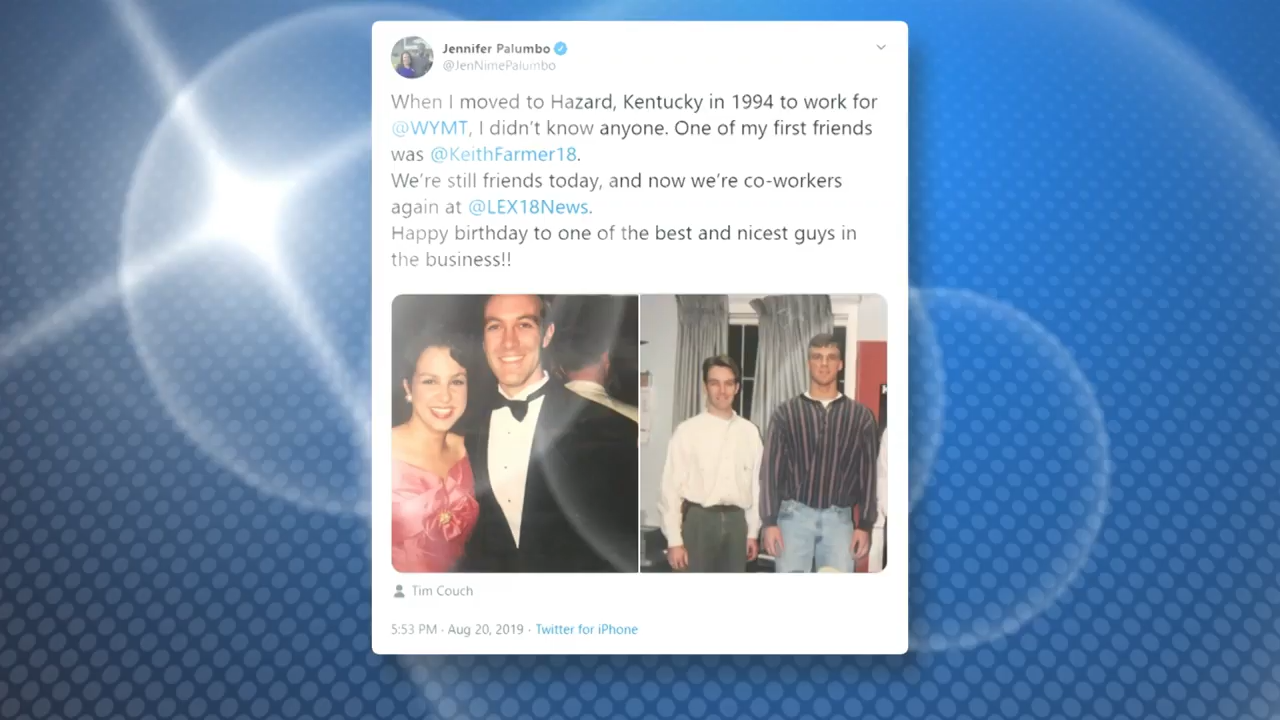 Jennifer Palumbo
@JenNimePalumbo
When I moved to Hazard, Kentucky in 1994 to work for
@WYMT, I didn't know anyone. One of my first friends
was @KeithFarmer18.
We're still friends today, and now we're co-workers
again at @LEX18News.
Happy birthday to one of the best and nicest guys in
the business!!
Tim Couch
5:53 PM · Aug 20, 2019 · Twitter for iPhone